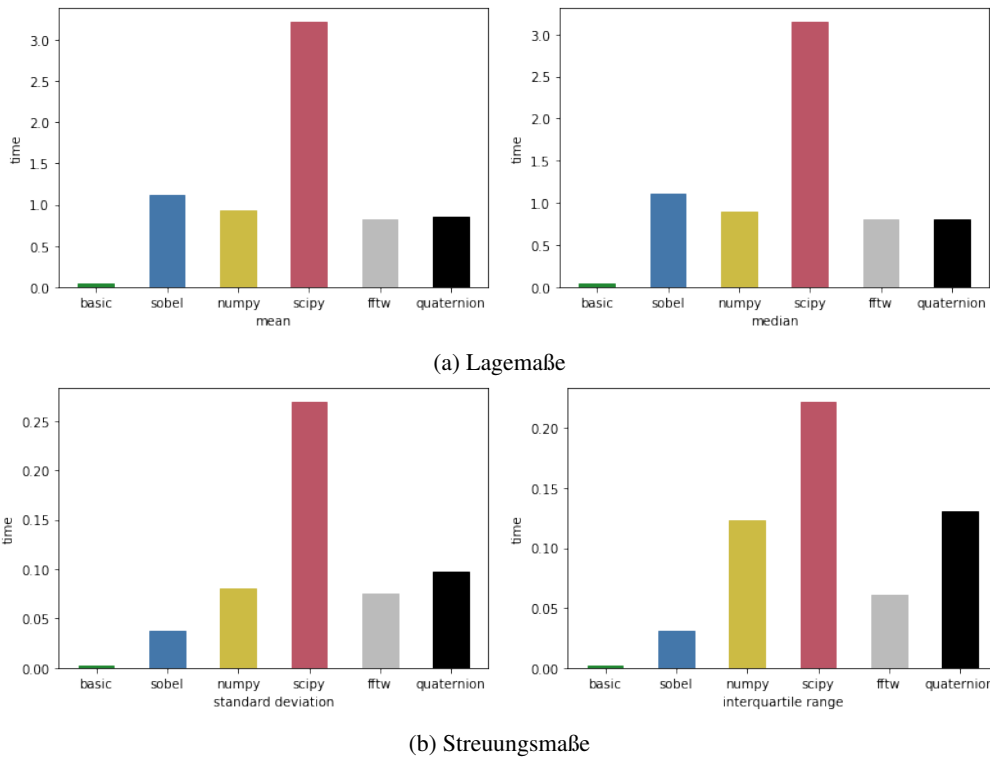 3.0
2.5
2.0
1.5
1.0
0.5
0.0
time
basic sobel numpy scipy fftw quaternion
mean
3.0
2.5
2.0
1.5
1.0
0.5
0.0
time
basic sobel numpy scipy fftw quaternion
median
(a) Lagemaße
0.25
0.20
0.15
0.10
0.05
0.00
time
basic sobel numpy scipy fftw quaternion
standard deviation
0.20
0.15
0.10
0.05
0.00
time
basic sobel numpy scipy fftw quaternion
interquartile range
(b) Streuungsmaße